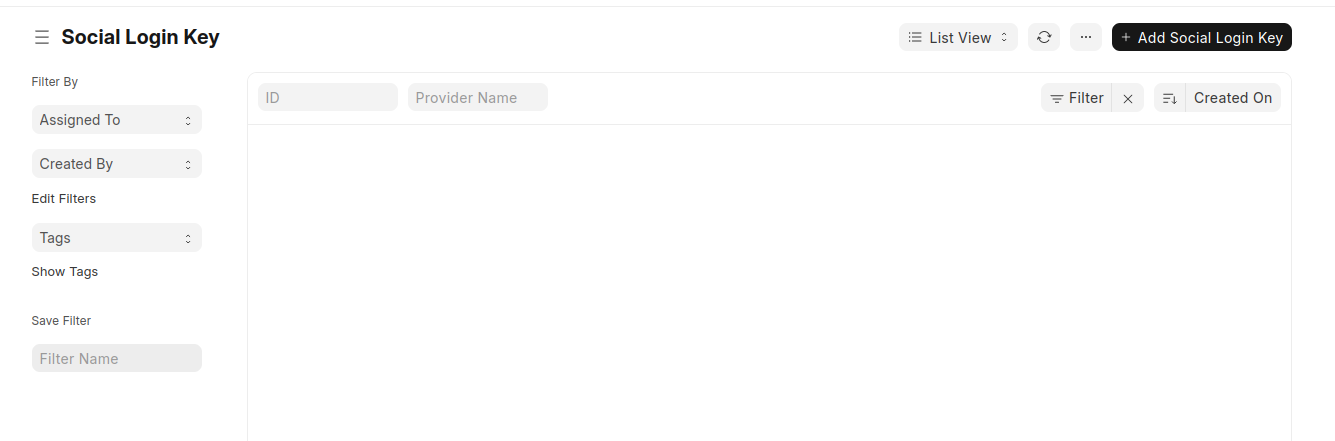 Social Login Key
List View
Add Social Login Key
Filter By
Assigned To
Created By
Edit Filters
Tags
Show Tags
Save Filter
Filter Name
ID
Provider Name
Filter
Created On